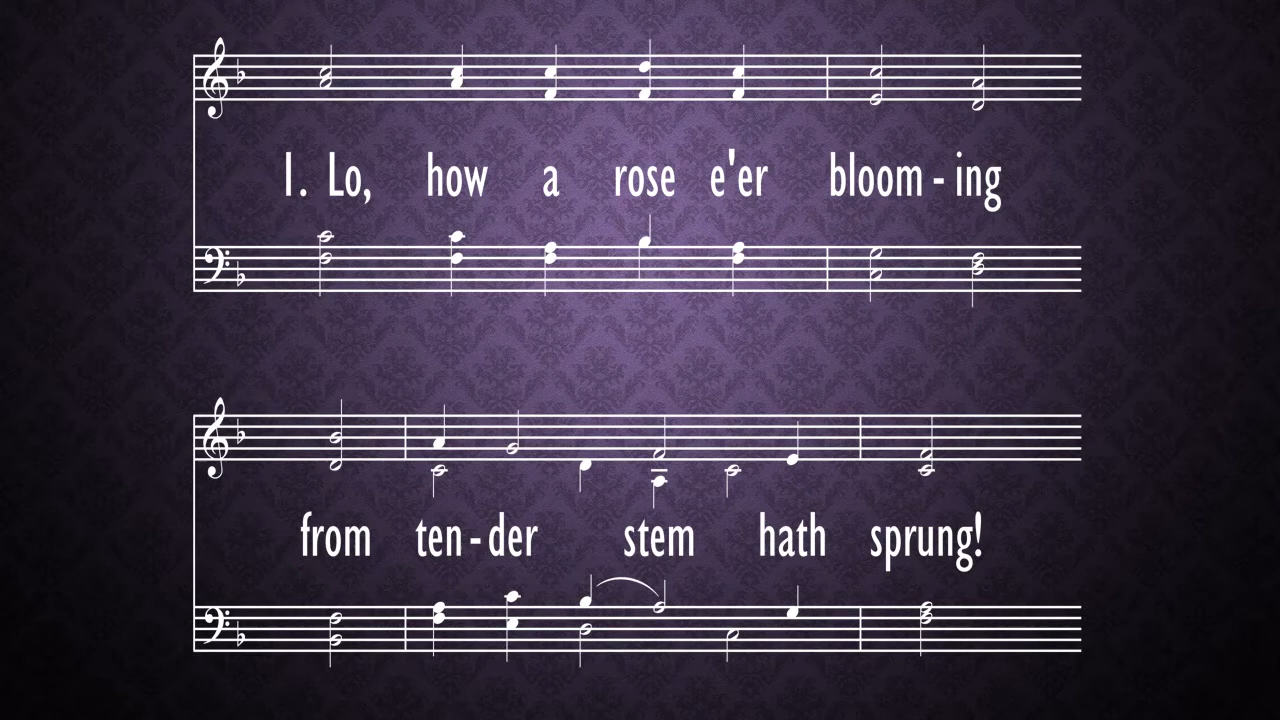 1. Lo, how a rose e'er bloom - ing
from ten - der stem hath sprung!